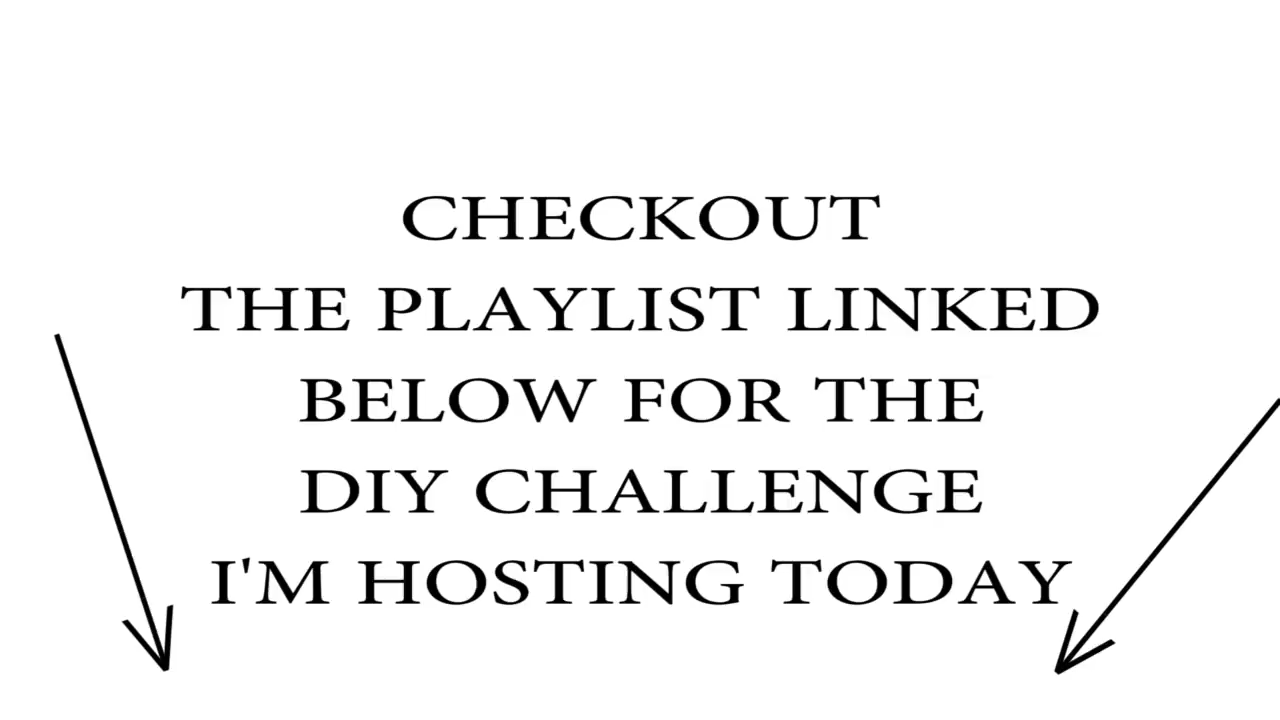 CHECKOUT
THE PLAYLIST LINKED
BELOW FOR THE
DIY CHALLENGE
I'M HOSTING TODAY